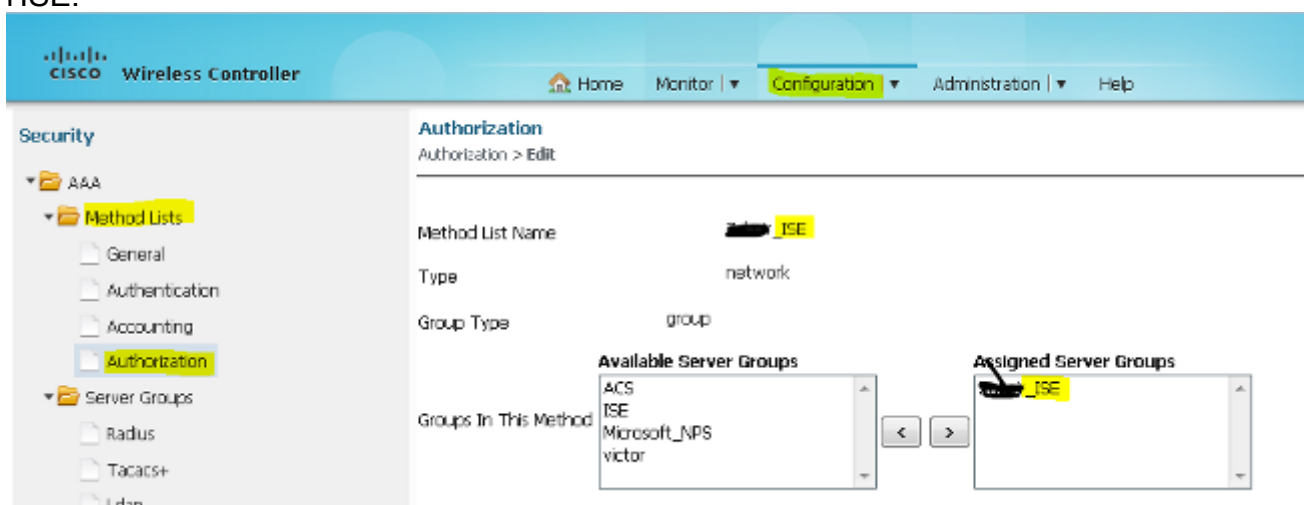 CISCO Wireless Controller
Home Monitor Configuration Administration Help
Security
AAA
Method Lists
General
Authentication
Accounting
Authorization
Server Groups
Radius
Tacacs+
Authorization
Authorization > Edit
Method List Name _ISE
Type network
Group Type group
Available Server Groups Assigned Server Groups
Groups In This Method
ACS
ISE
Microsoft_NPS
victor
< >
_ISE